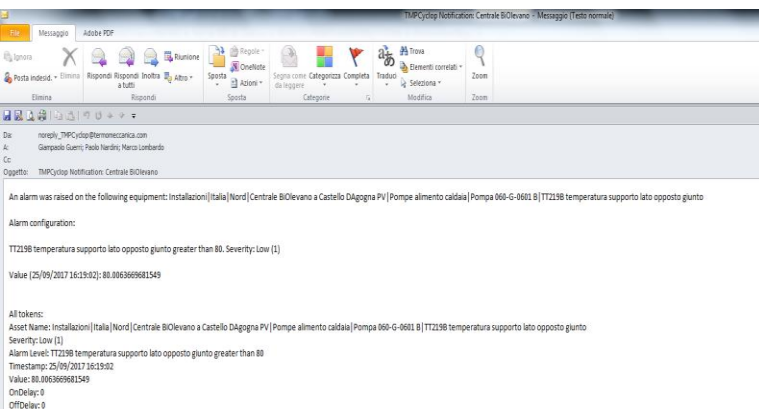 TMPCyclop Notification: Centrale BiOlevano - Messaggio (Testo normale)
File Messaggio Adobe PDF
Ignora
Posta indesid. Elimina
Rispondi Rispondi a tutti Inoltra
Riunione
Altro
Sposta
Regole
OneNote
Azioni
Segna come da leggere Categorizza Completa
Traduci
Trova
Elementi correlati
Seleziona
Zoom
Elimina Rispondi Sposta Categorie Modifica Zoom
Da: noreply_TMPCyclop@termomeccanica.com
A: Giampaolo Guerri; Paolo Nardini; Marco Lombardo
Cc:
Oggetto: TMPCyclop Notification: Centrale BiOlevano
An alarm was raised on the following equipment: Installazioni|Italia|Nord|Centrale BiOlevano a Castello DAgogna PV|Pompe alimento caldaia|Pompa 060-G-0601 B|TT219B temperatura supporto lato opposto giunto
Alarm configuration:
TT219B temperatura supporto lato opposto giunto greater than 80. Severity: Low (1)
Value (25/09/2017 16:19:02): 80.0063669681549
All tokens:
Asset Name: Installazioni|Italia|Nord|Centrale BiOlevano a Castello DAgogna PV|Pompe alimento caldaia|Pompa 060-G-0601 B|TT219B temperatura supporto lato opposto giunto
Severity: Low (1)
Alarm Level: TT219B temperatura supporto lato opposto giunto greater than 80
Timestamp: 25/09/2017 16:19:02
Value: 80.0063669681549
OnDelay: 0
OffDelay: 0